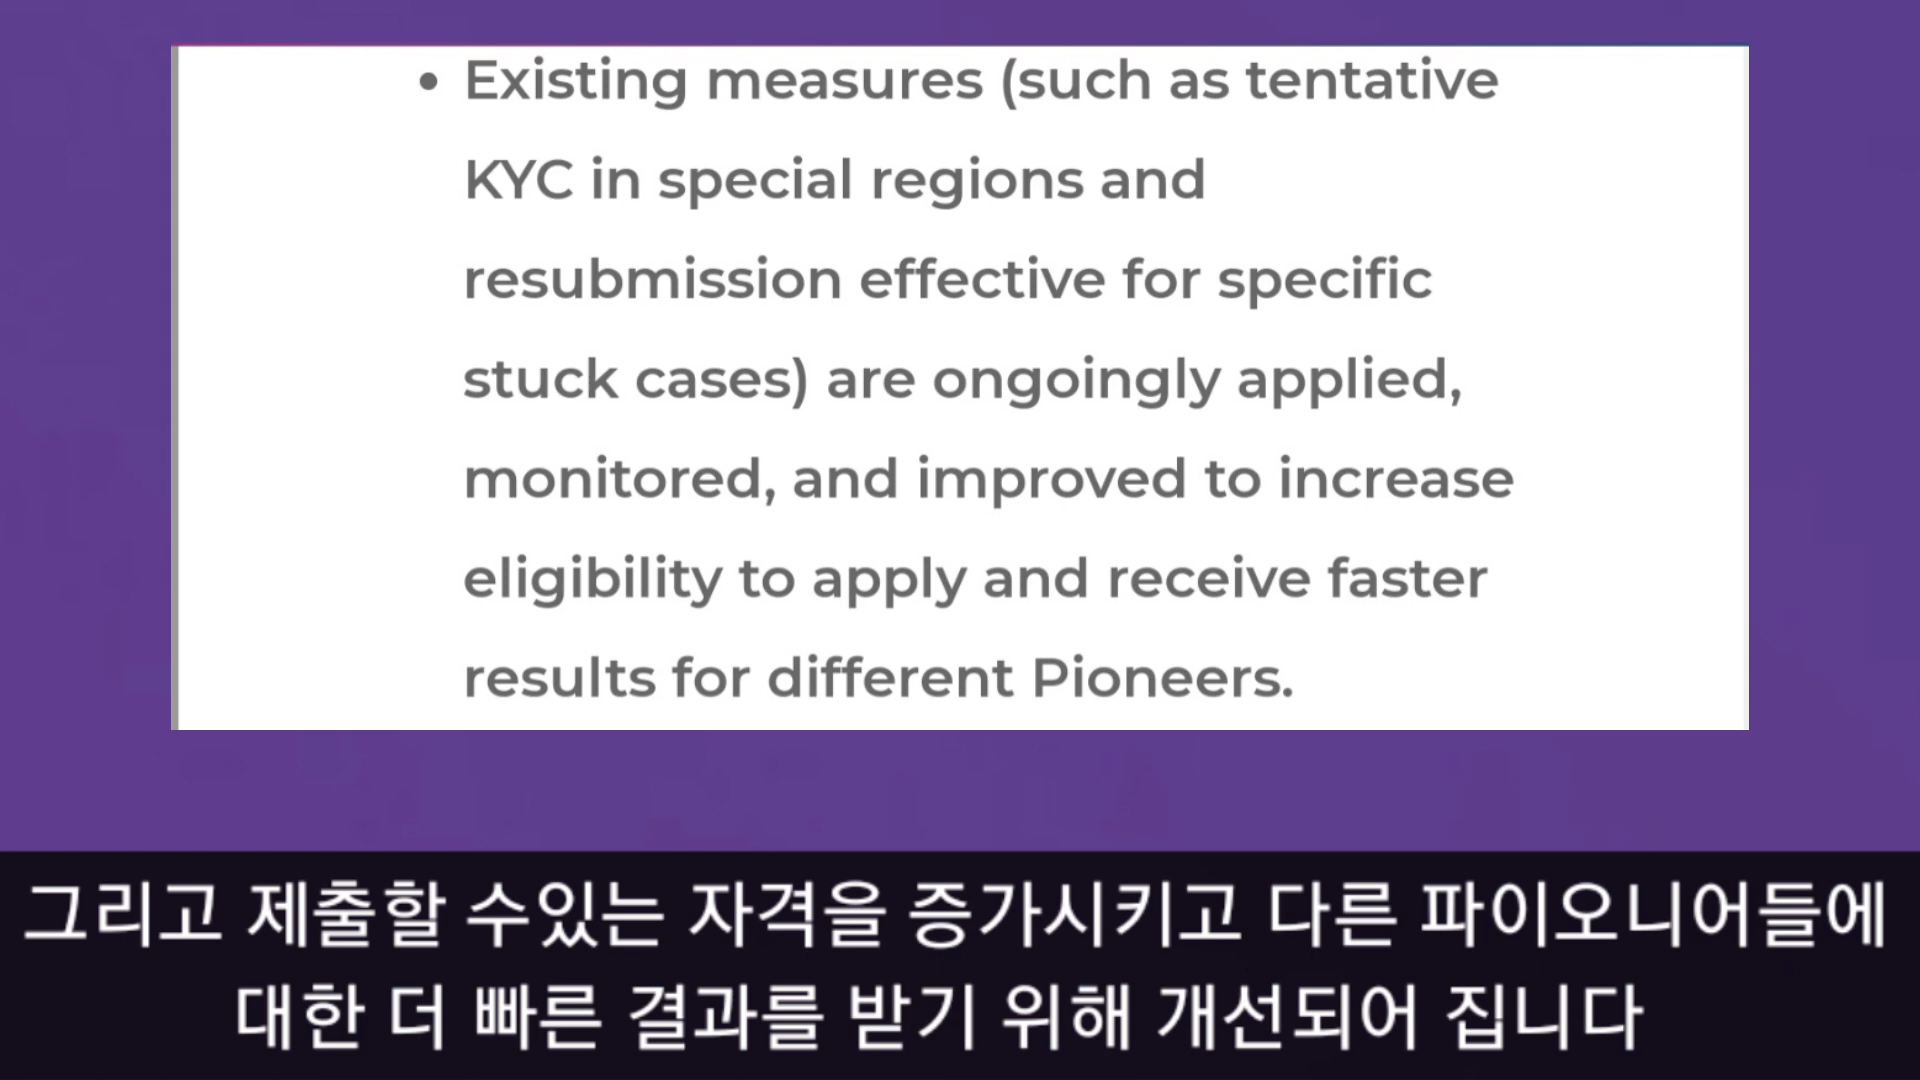 • Existing measures (such as tentative
KYC in special regions and
resubmission effective for specific
stuck cases) are ongoingly applied,
monitored, and improved to increase
eligibility to apply and receive faster
results for different Pioneers.
그리고 제출할 수있는 자격을 증가시키고 다른 파이오니어들에
대한 더 빠른 결과를 받기 위해 개선되어 집니다